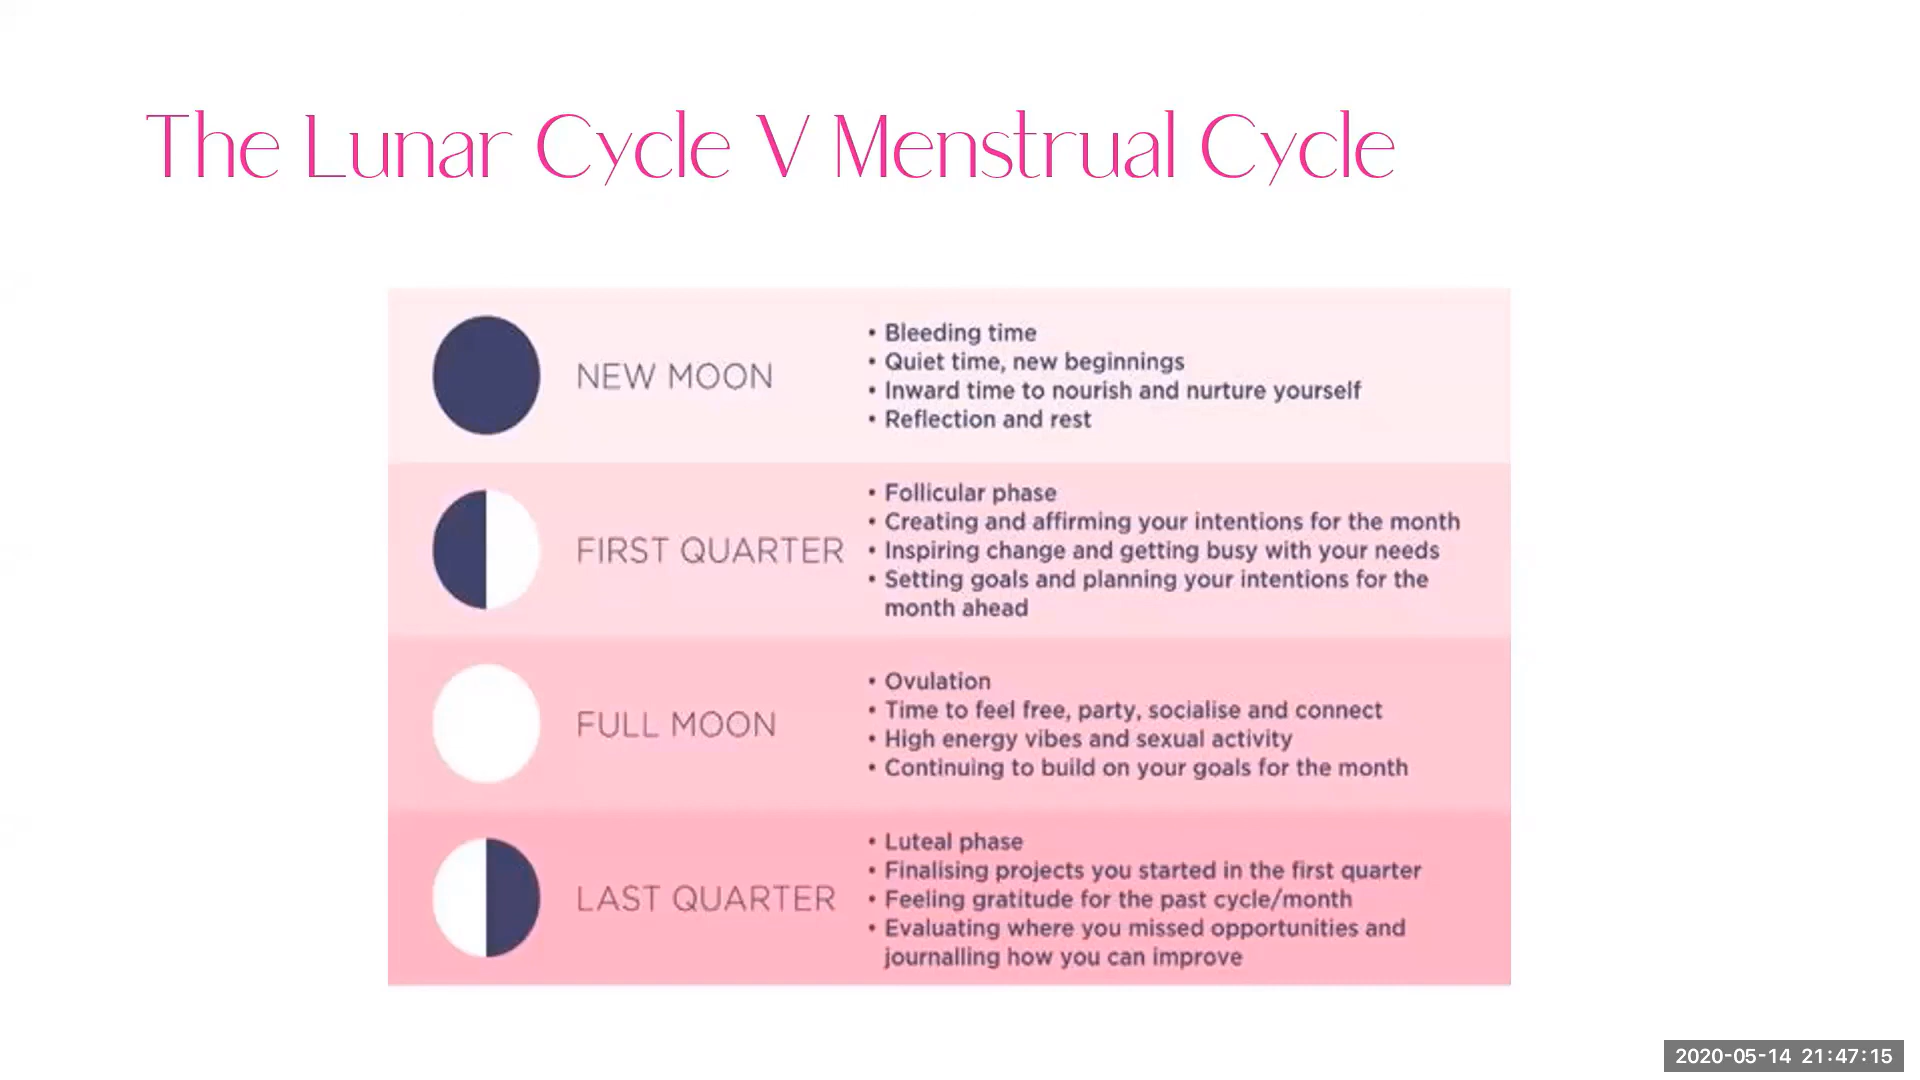 The Lunar Cycle V Menstrual Cycle
NEW MOON
• Bleeding time
• Quiet time, new beginnings
• Inward time to nourish and nurture yourself
• Reflection and rest
FIRST QUARTER
• Follicular phase
• Creating and affirming your intentions for the month
• Inspiring change and getting busy with your needs
• Setting goals and planning your intentions for the
month ahead
FULL MOON
• Ovulation
• Time to feel free, party, socialise and connect
• High energy vibes and sexual activity
• Continuing to build on your goals for the month
LAST QUARTER
• Luteal phase
• Finalising projects you started in the first quarter
• Feeling gratitude for the past cycle/month
• Evaluating where you missed opportunities and
journalling how you can improve
2020-05-14 21:47:15